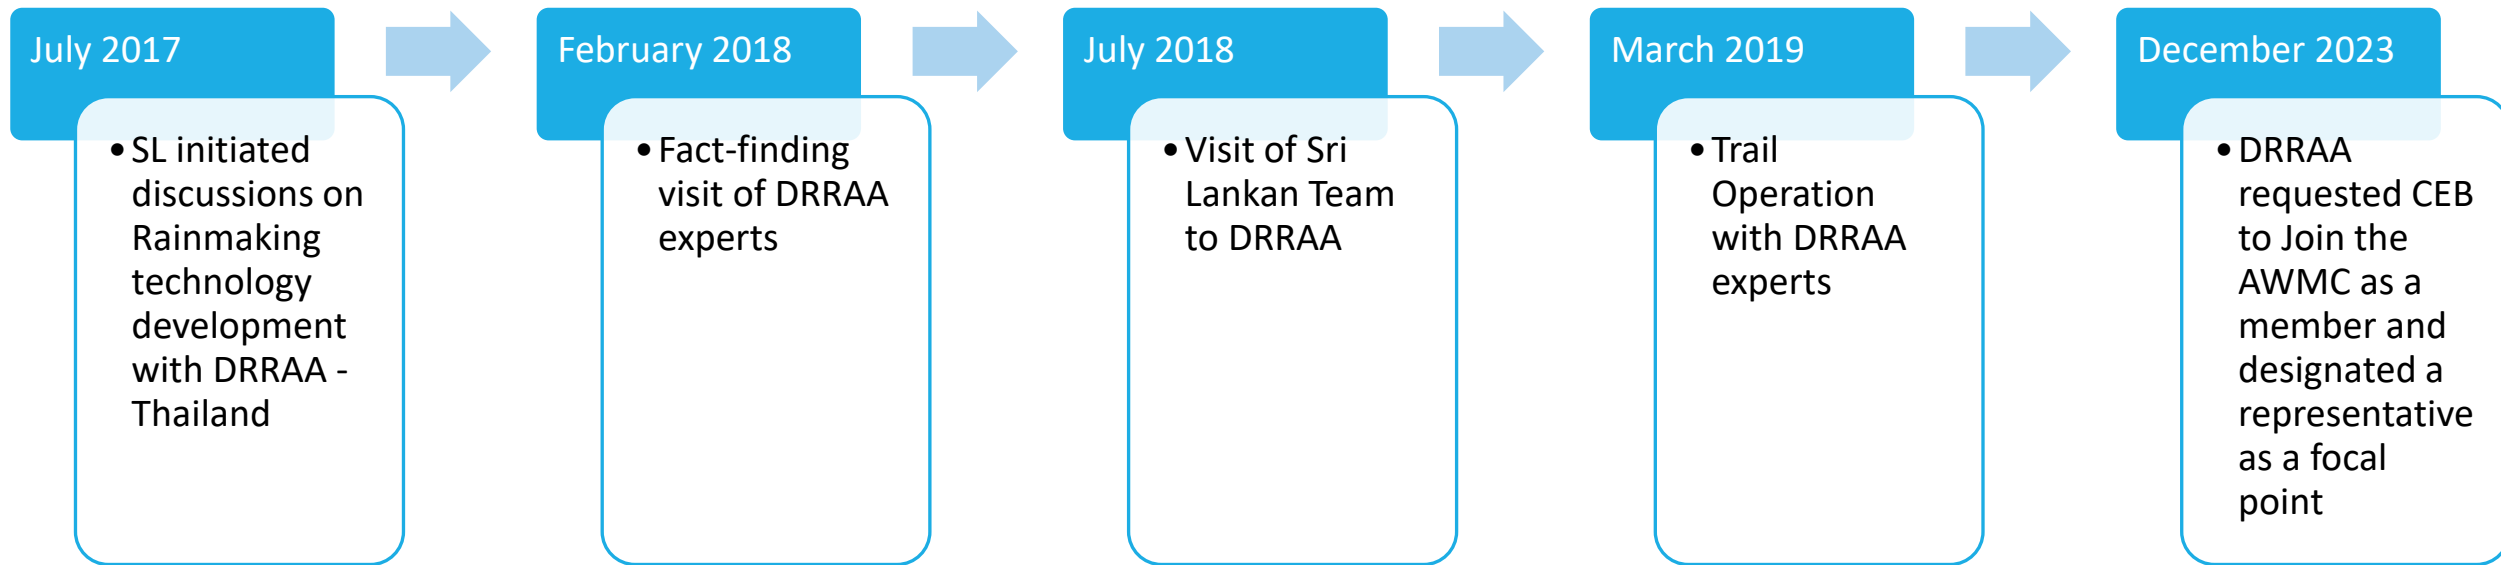 July 2017
• SL initiated
discussions on
Rainmaking
technology
development
with DRRAA -
Thailand
February 2018
• Fact-finding
visit of DRRAA
experts
July 2018
• Visit of Sri
Lankan Team
to DRRAA
March 2019
• Trail
Operation
with DRRAA
experts
December 2023
• DRRAA
requested CEB
to Join the
AWMC as a
member and
designated a
representative
as a focal
point